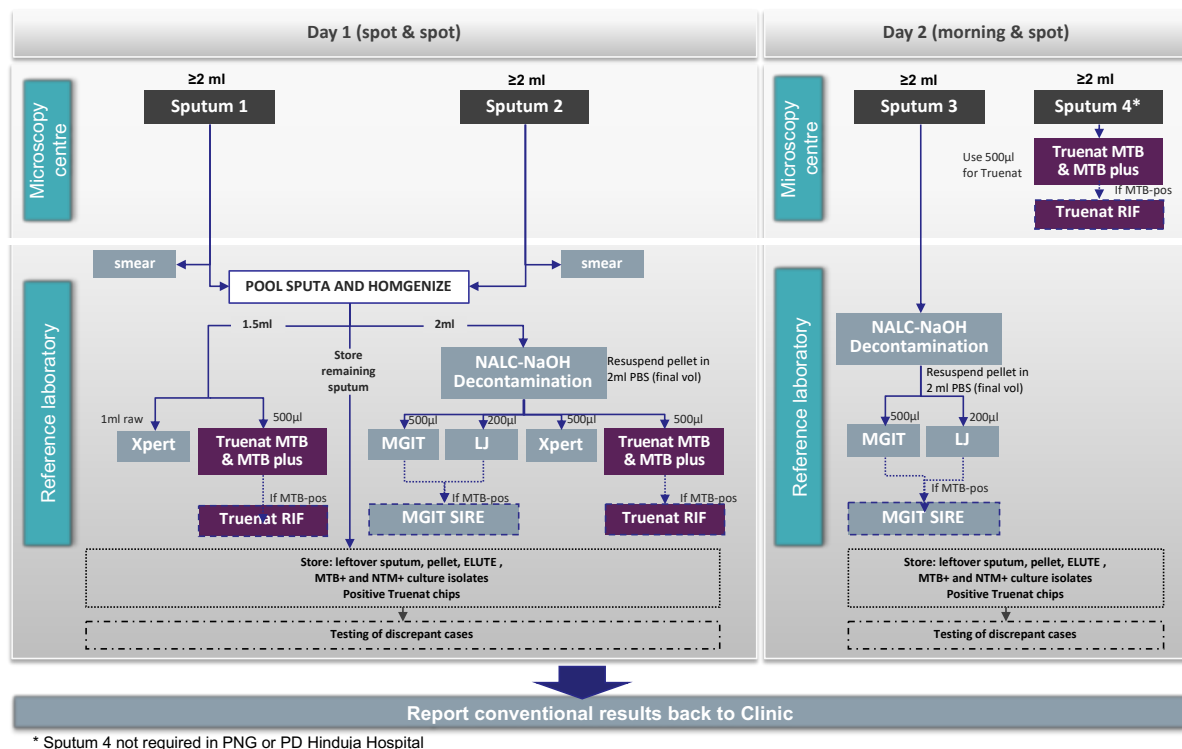 Day 1 (spot & spot)
Day 2 (morning & spot)
Microscopy
centre
≥2 ml
Sputum 1
≥2 ml
Sputum 2
≥2 ml
Sputum 3
≥2 ml
Sputum 4*
Use 500µl
for Truenat
Truenat MTB
& MTB plus
If MTB-pos
Truenat RIF
Microscopy
centre
smear
smear
POOL SPUTA AND HOMGENIZE
Reference laboratory
1.5ml
Store
remaining
sputum
2ml
NALC-NaOH
Decontamination
Resuspend pellet in
2ml PBS (final vol)
1ml raw
Xpert
500µl
Truenat MTB
& MTB plus
If MTB-pos
Truenat RIF
500µl
MGIT
200µl
LJ
500µl
Xpert
500µl
Truenat MTB
& MTB plus
If MTB-pos
MGIT SIRE
If MTB-pos
Truenat RIF
Store: leftover sputum, pellet, ELUTE ,
MTB+ and NTM+ culture isolates
Positive Truenat chips
Testing of discrepant cases
Reference laboratory
NALC-NaOH
Decontamination
Resuspend pellet in
2 ml PBS (final vol)
500µl
MGIT
200µl
LJ
If MTB-pos
MGIT SIRE
Store: leftover sputum, pellet, ELUTE ,
MTB+ and NTM+ culture isolates
Positive Truenat chips
Testing of discrepant cases
Report conventional results back to Clinic
* Sputum 4 not required in PNG or PD Hinduja Hospital